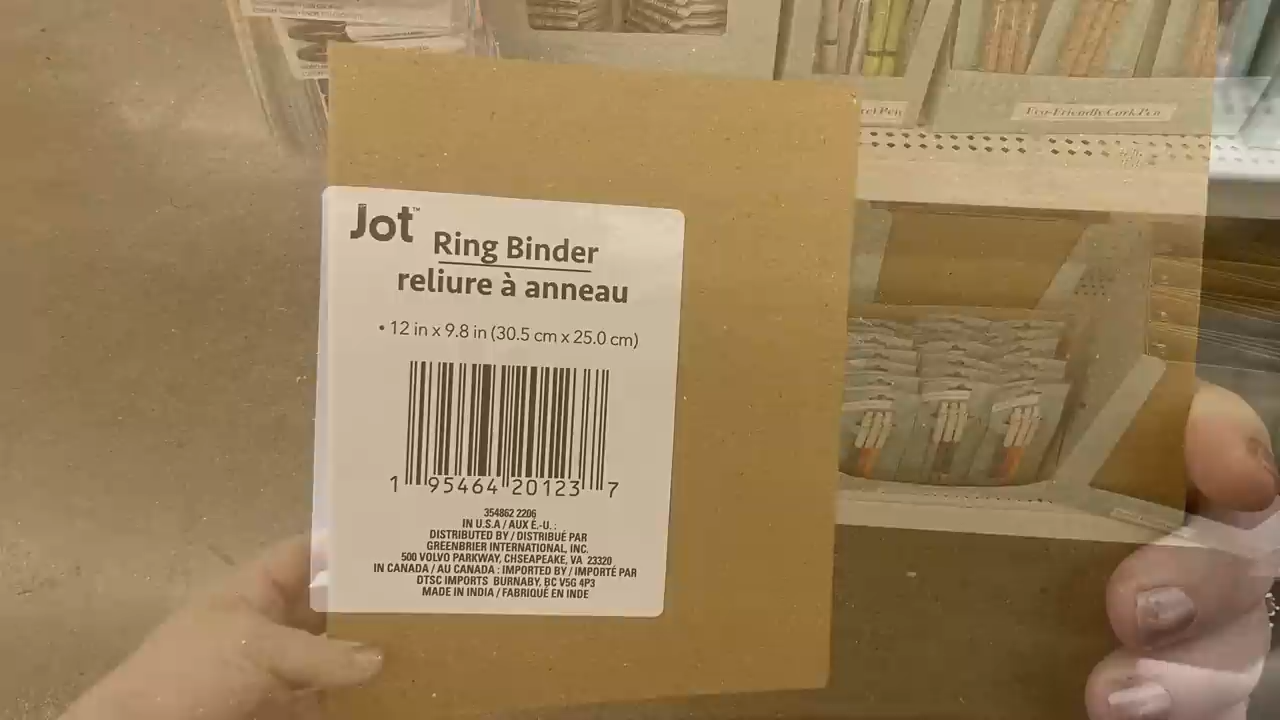 Eco-Friendly Cork Pen
Jot™
Ring Binder
reliure à anneau
• 12 in x 9.8 in (30.5 cm x 25.0 cm)
1 95464 20123 7
354862 2206
IN U.S.A / AUX É.-U. :
DISTRIBUTED BY / DISTRIBUÉ PAR
GREENBRIER INTERNATIONAL, INC.
500 VOLVO PARKWAY, CHSEAPEAKE, VA 23320
IN CANADA / AU CANADA : IMPORTED BY / IMPORTÉ PAR
DTSC IMPORTS BURNABY, BC V5G 4P3
MADE IN INDIA / FABRIQUÉ EN INDE